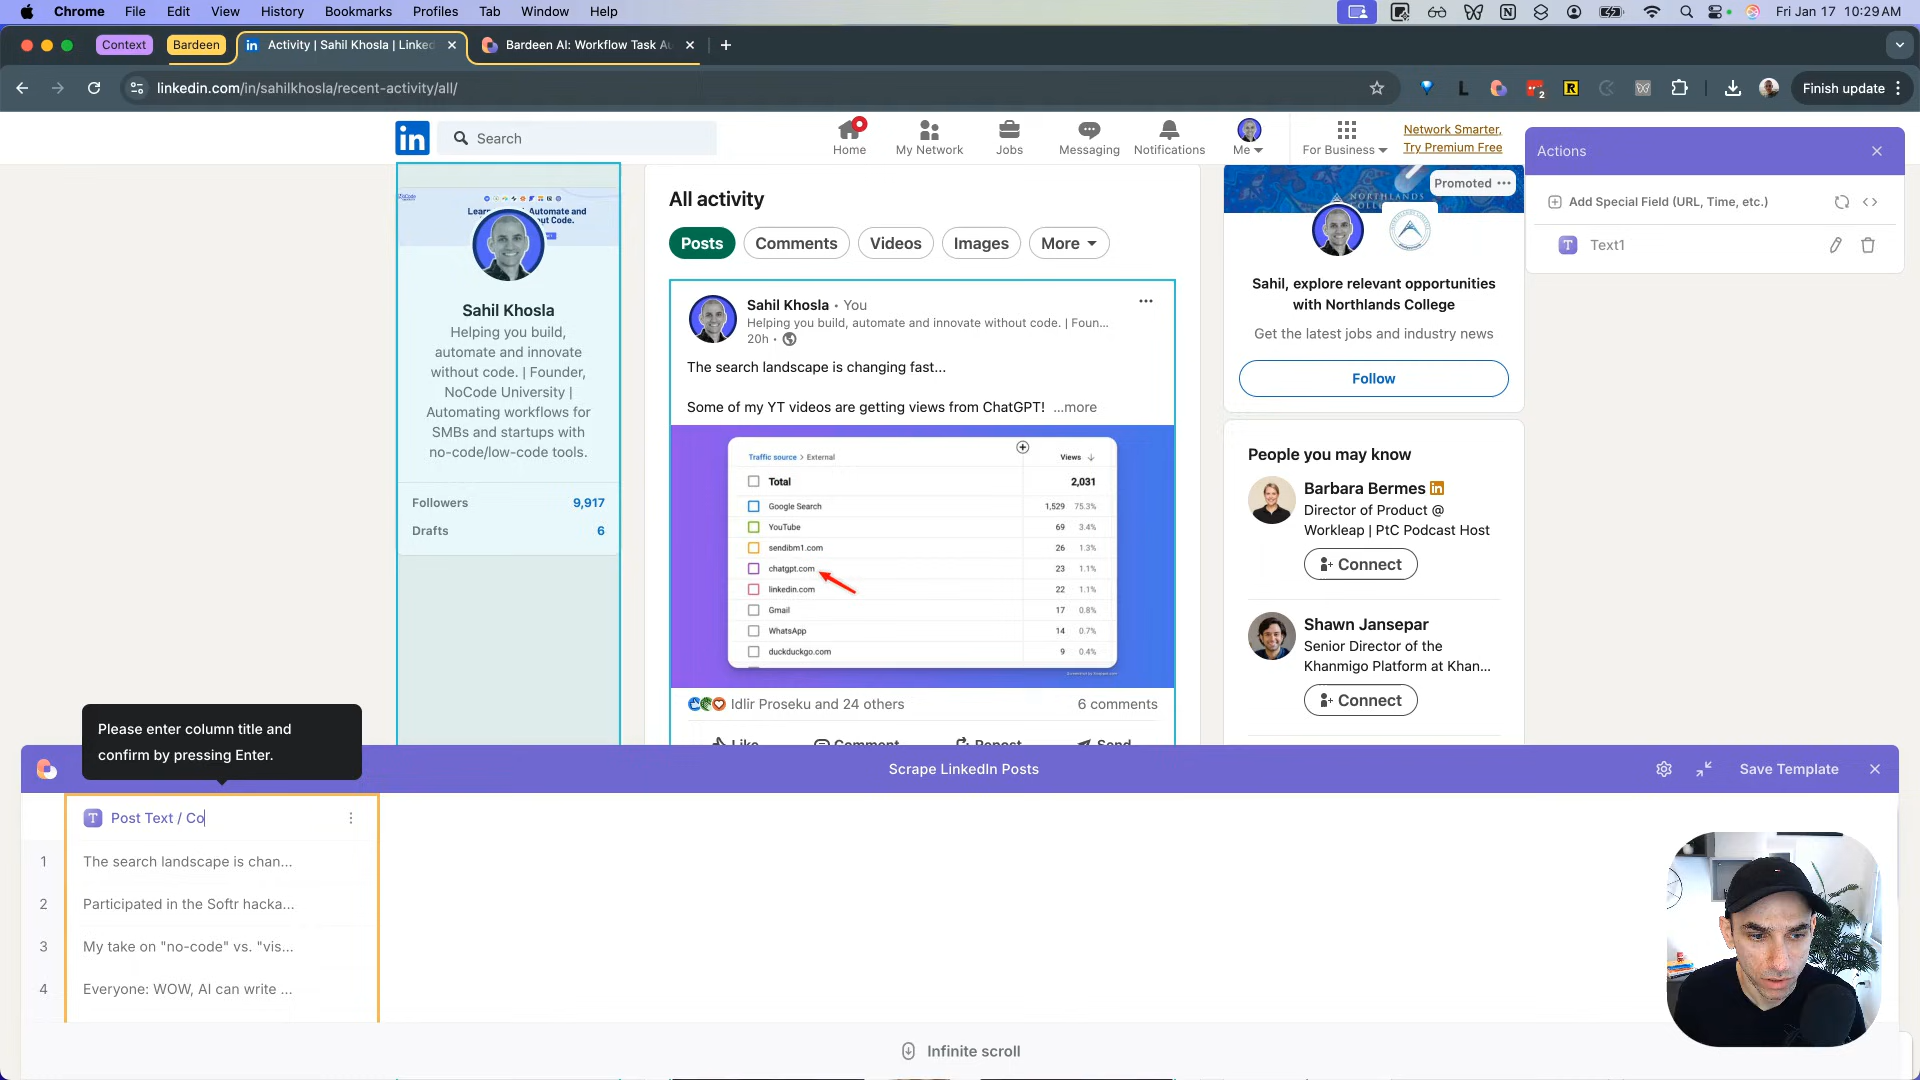 Chrome File Edit View History Bookmarks Profiles Tab Window Help
Fri Jan 17 10:29 AM
Context
Bardeen
Activity | Sahil Khosla | Linked
Bardeen AI: Workflow Task Au
linkedin.com/in/sahilkhosla/recent-activity/all/
2
Finish update
Search
Home
My Network
Jobs
Messaging
Notifications
Me
For Business
Network Smarter,
Try Premium Free
Actions
Add Special Field (URL, Time, etc.)
Text1
Sahil Khosla
Helping you build,
automate and innovate
without code. | Founder,
NoCode University |
Automating workflows for
SMBs and startups with
no-code/low-code tools.
Followers 9,917
Drafts 6
All activity
Posts
Comments
Videos
Images
More
Sahil Khosla • You
Helping you build, automate and innovate without code. | Foun...
20h •
The search landscape is changing fast...
Some of my YT videos are getting views from ChatGPT! ...more
Traffic source > External Views
Total 2,031
Google Search 1,529 75.3%
YouTube 69 3.4%
sendibm1.com 26 1.3%
chatgpt.com 23 1.1%
linkedin.com 22 1.1%
Gmail 17 0.8%
WhatsApp 14 0.7%
duckduckgo.com 9 0.4%
Idlir Proseku and 24 others
6 comments
Like
Comment
Repost
Send
Promoted
NORTHLANDS
Sahil, explore relevant opportunities
with Northlands College
Get the latest jobs and industry news
Follow
People you may know
Barbara Bermes
Director of Product @
Workleap | PtC Podcast Host
Connect
Shawn Jansepar
Senior Director of the
Khanmigo Platform at Khan...
Connect
Please enter column title and
confirm by pressing Enter.
Scrape LinkedIn Posts
Save Template
Post Text / Co
1 The search landscape is chan...
2 Participated in the Softr hacka...
3 My take on "no-code" vs. "vis...
4 Everyone: WOW, AI can write ...
Infinite scroll